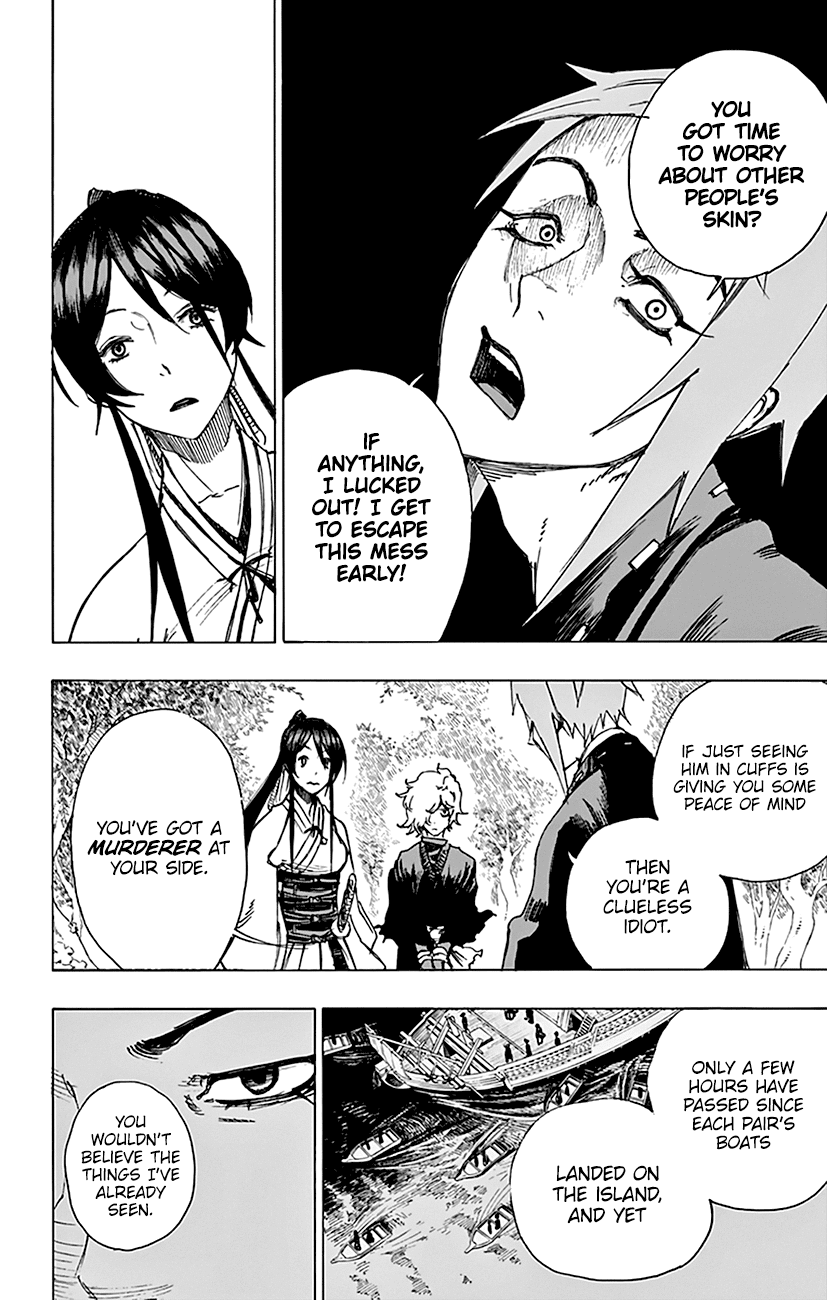 YOU
GOT TIME
TO WORRY
ABOUT OTHER
PEOPLE'S
SKIN?
IF
ANYTHING,
I LUCKED
OUT! I GET
TO ESCAPE
THIS MESS
EARLY!
IF JUST SEEING
HIM IN CUFFS IS
GIVING YOU SOME
PEACE OF MIND
THEN
YOU'RE A
CLUELESS
IDIOT.
YOU'VE GOT A
MURDERER AT
YOUR SIDE.
ONLY A FEW
HOURS HAVE
PASSED SINCE
EACH PAIR'S
BOATS
LANDED ON
THE ISLAND,
AND YET
YOU
WOULDN'T
BELIEVE THE
THINGS I'VE
ALREADY
SEEN.